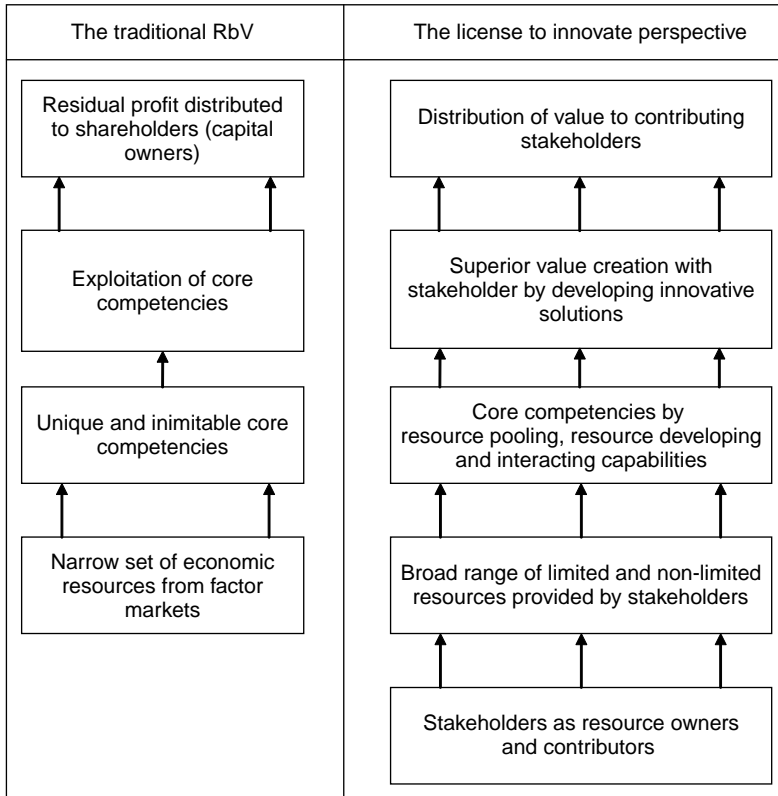 The traditional RbV
Residual profit distributed
to shareholders (capital
owners)
Exploitation of core
competencies
Unique and inimitable core
competencies
Narrow set of economic
resources from factor
markets
The license to innovate perspective
Distribution of value to contributing
stakeholders
Superior value creation with
stakeholder by developing innovative
solutions
Core competencies by
resource pooling, resource developing
and interacting capabilities
Broad range of limited and non-limited
resources provided by stakeholders
Stakeholders as resource owners
and contributors